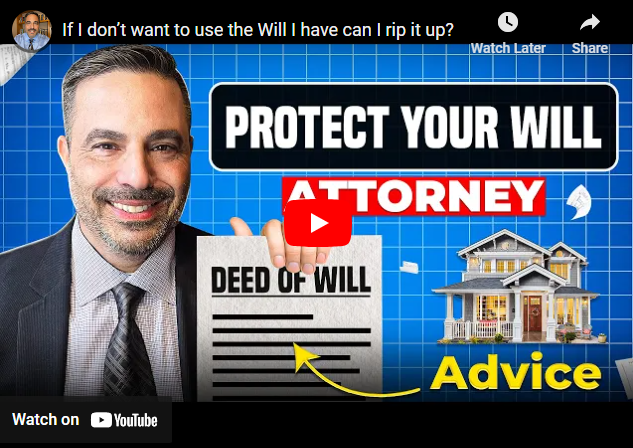 If I don’t want to use the Will I have can I rip it up?
Watch Later
Share
PROTECT YOUR WILL
ATTORNEY
DEED OF WILL
Advice
Watch on YouTube